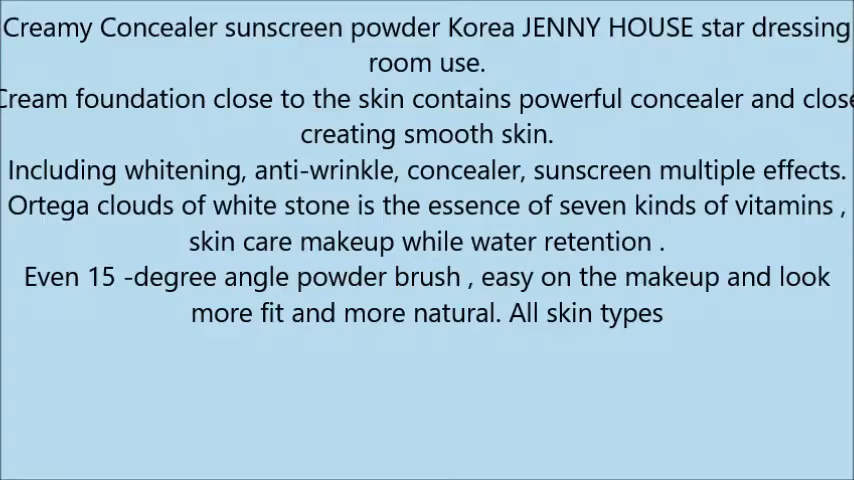 Creamy Concealer sunscreen powder Korea JENNY HOUSE star dressing
room use.
Cream foundation close to the skin contains powerful concealer and close
creating smooth skin.
Including whitening, anti-wrinkle, concealer, sunscreen multiple effects.
Ortega clouds of white stone is the essence of seven kinds of vitamins ,
skin care makeup while water retention .
Even 15 -degree angle powder brush , easy on the makeup and look
more fit and more natural. All skin types